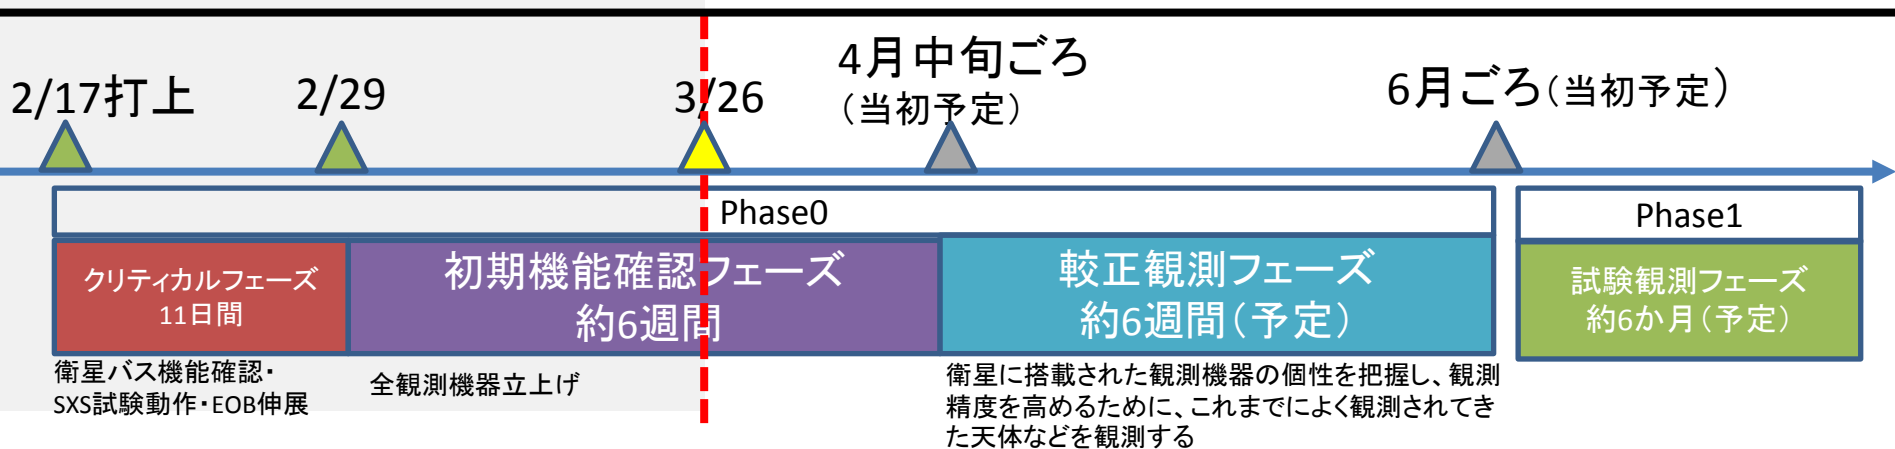 2/17打上
2/29
3/26
4月中旬ごろ
（当初予定）
6月ごろ（当初予定）
Phase0
Phase1
クリティカルフェーズ
11日間
初期機能確認フェーズ
約6週間
較正観測フェーズ
約6週間（予定）
試験観測フェーズ
約6か月（予定）
衛星バス機能確認・
SXS試験動作・EOB伸展
全観測機器立上げ
衛星に搭載された観測機器の個性を把握し、観測
精度を高めるために、これまでによく観測されてき
た天体などを観測する